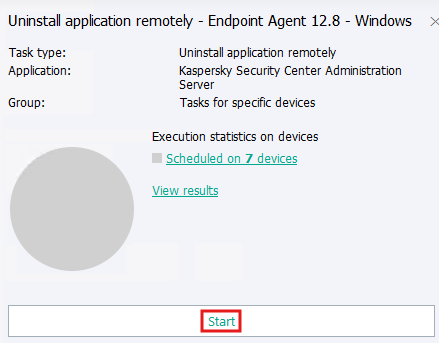 Uninstall application remotely - Endpoint Agent 12.8 - Windows
Task type: Uninstall application remotely
Application: Kaspersky Security Center Administration
Server
Group: Tasks for specific devices
Execution statistics on devices
Scheduled on 7 devices
View results
Start